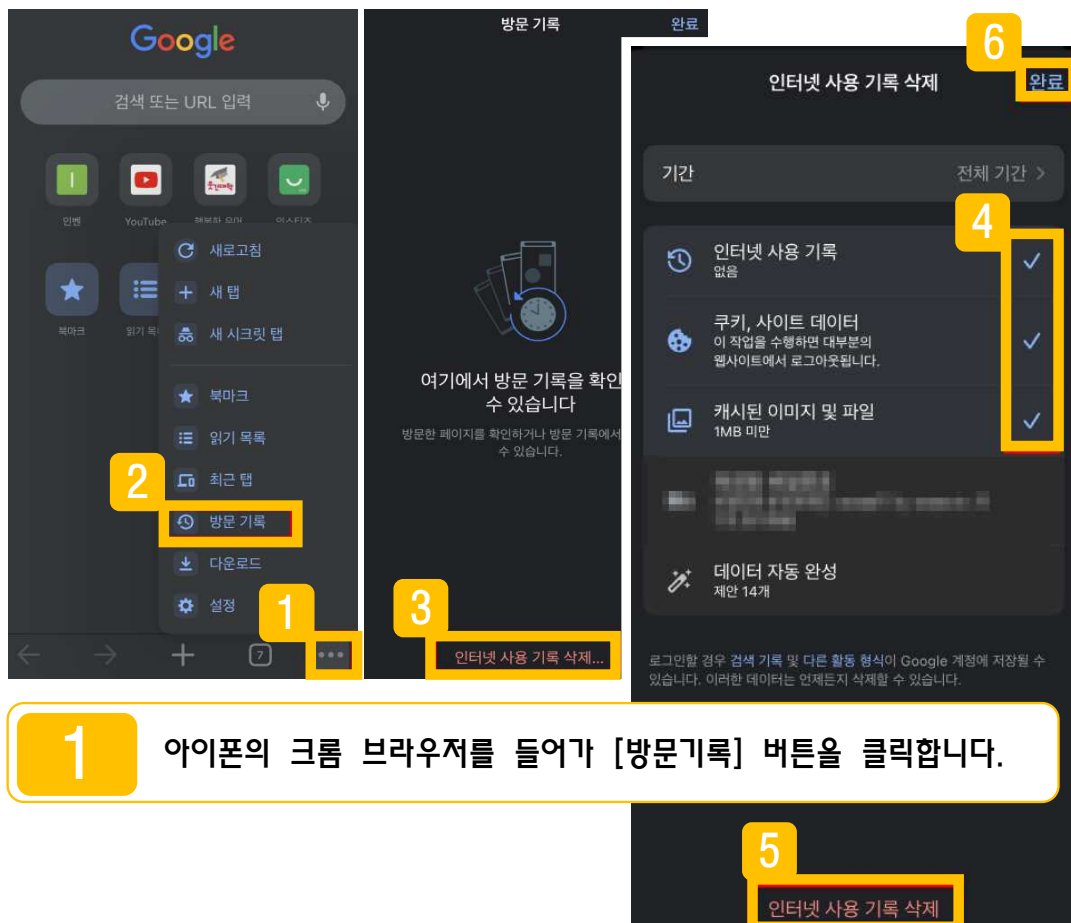 Google
검색 또는 URL 입력
인벤
YouTube
새로고침
새 탭
새 시크릿 탭
북마크
읽기
북마크
읽기 목록
최근 탭
2
방문 기록
다운로드
설정
1
7
방문 기록
완료
여기에서 방문 기록을 확인
수 있습니다
방문한 페이지를 확인하거나 방문 기록에서
수 있습니다.
3
인터넷 사용 기록 삭제...
6
인터넷 사용 기록 삭제
완료
기간
전체 기간
4
인터넷 사용 기록
없음
쿠키, 사이트 데이터
이 작업을 수행하면 대부분의
웹사이트에서 로그아웃됩니다.
캐시된 이미지 및 파일
1MB 미만
데이터 자동 완성
제안 14개
로그인할 경우 검색 기록 및 다른 활동 형식이 Google 계정에 저장될 수
있습니다. 이러한 데이터는 언제든지 삭제할 수 있습니다.
1
아이폰의 크롬 브라우저를 들어가 [방문기록] 버튼을 클릭합니다.
5
인터넷 사용 기록 삭제